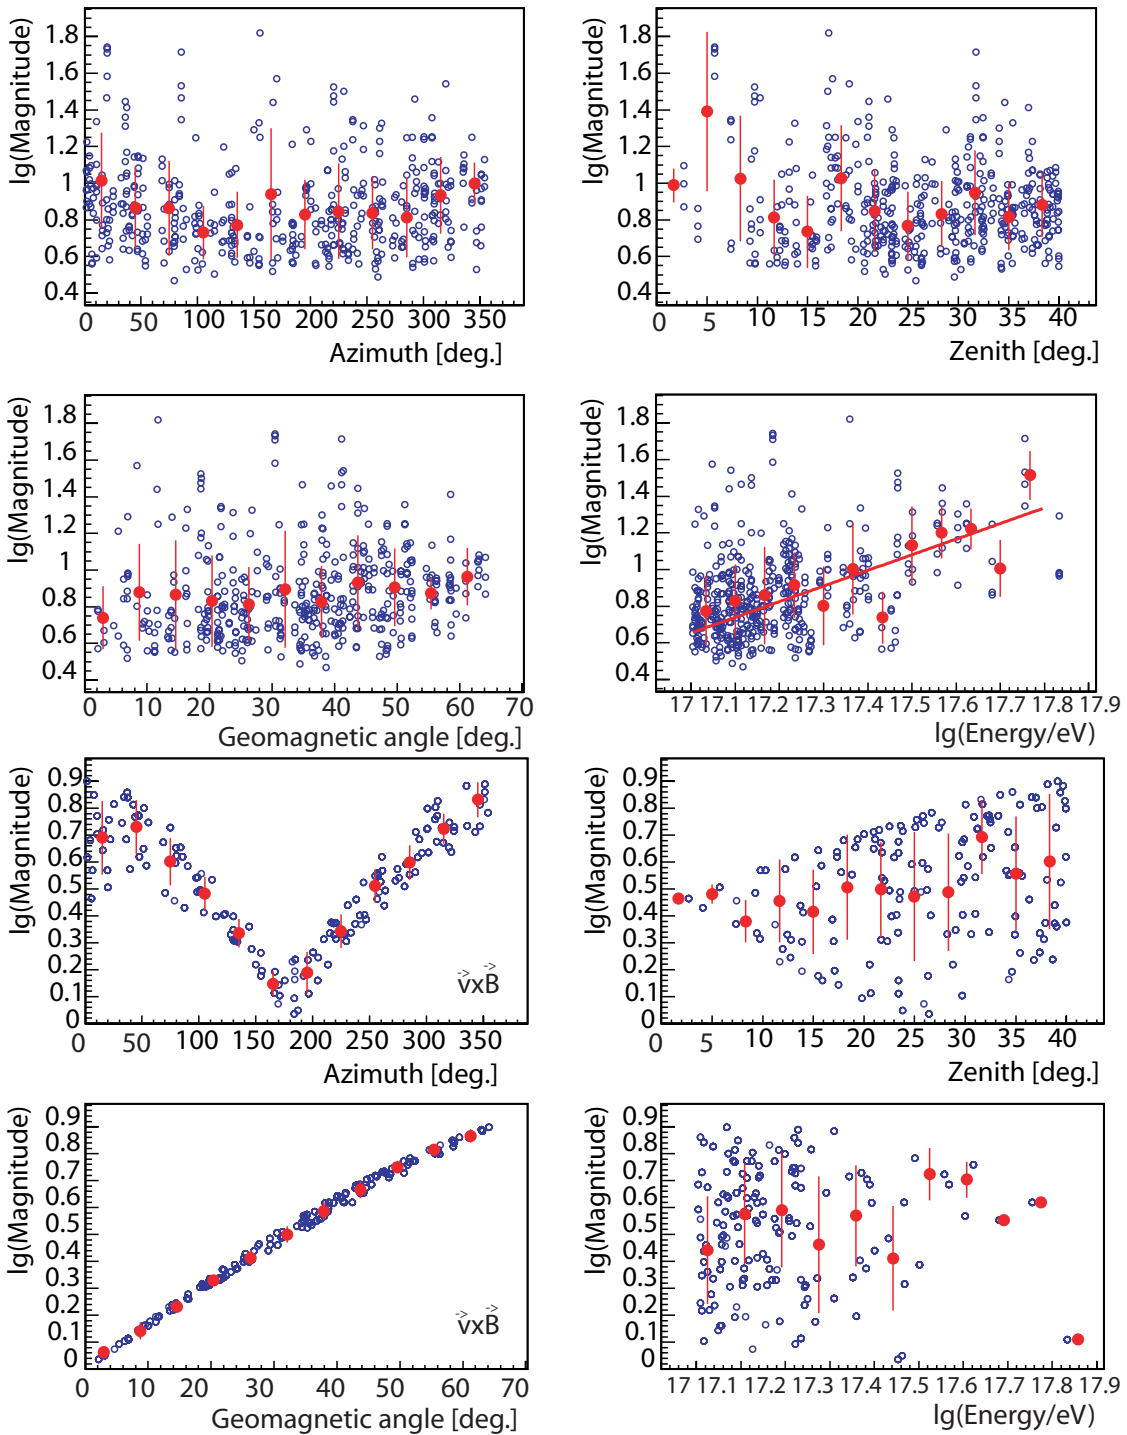 lg(Magnitude)
1.8
1.6
1.4
1.2
1
0.8
0.6
0.4
0 50 100 150 200 250 300 350
Azimuth [deg.]
lg(Magnitude)
1.8
1.6
1.4
1.2
1
0.8
0.6
0.4
0 5 10 15 20 25 30 35 40
Zenith [deg.]
lg(Magnitude)
1.8
1.6
1.4
1.2
1
0.8
0.6
0.4
0 10 20 30 40 50 60 70
Geomagnetic angle [deg.]
lg(Magnitude)
1.8
1.6
1.4
1.2
1
0.8
0.6
0.4
17 17.1 17.2 17.3 17.4 17.5 17.6 17.7 17.8 17.9
lg(Energy/eV)
lg(Magnitude)
0.9
0.8
0.7
0.6
0.5
0.4
0.3
0.2
0.1
0
v⃗xB⃗
0 50 100 150 200 250 300 350
Azimuth [deg.]
lg(Magnitude)
0.9
0.8
0.7
0.6
0.5
0.4
0.3
0.2
0.1
0
0 5 10 15 20 25 30 35 40
Zenith [deg.]
lg(Magnitude)
0.9
0.8
0.7
0.6
0.5
0.4
0.3
0.2
0.1
0
v⃗xB⃗
0 10 20 30 40 50 60 70
Geomagnetic angle [deg.]
lg(Magnitude)
0.9
0.8
0.7
0.6
0.5
0.4
0.3
0.2
0.1
0
17 17.1 17.2 17.3 17.4 17.5 17.6 17.7 17.8 17.9
lg(Energy/eV)